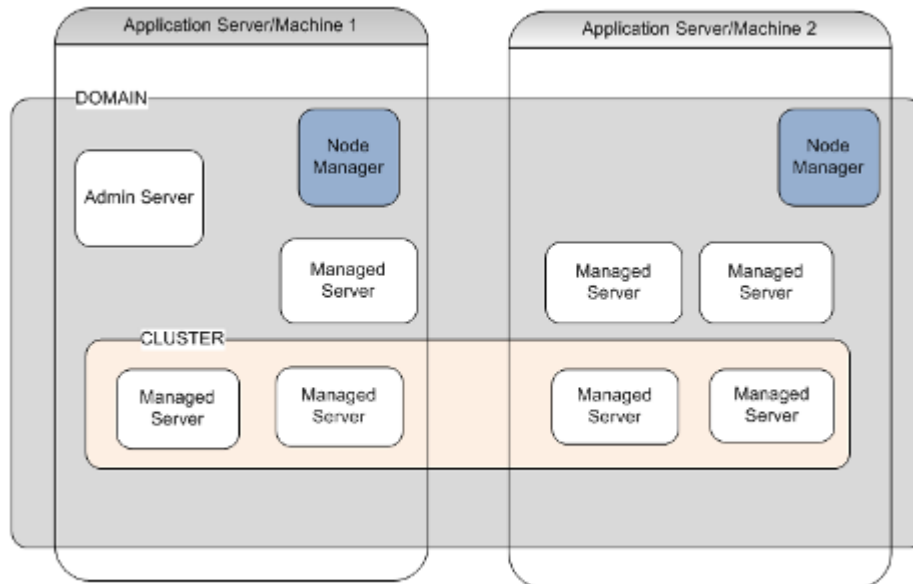 Application Server/Machine 1
Application Server/Machine 2
DOMAIN
Node
Manager
Node
Manager
Admin Server
Managed
Server
Managed
Server
Managed
Server
CLUSTER
Managed
Server
Managed
Server
Managed
Server
Managed
Server